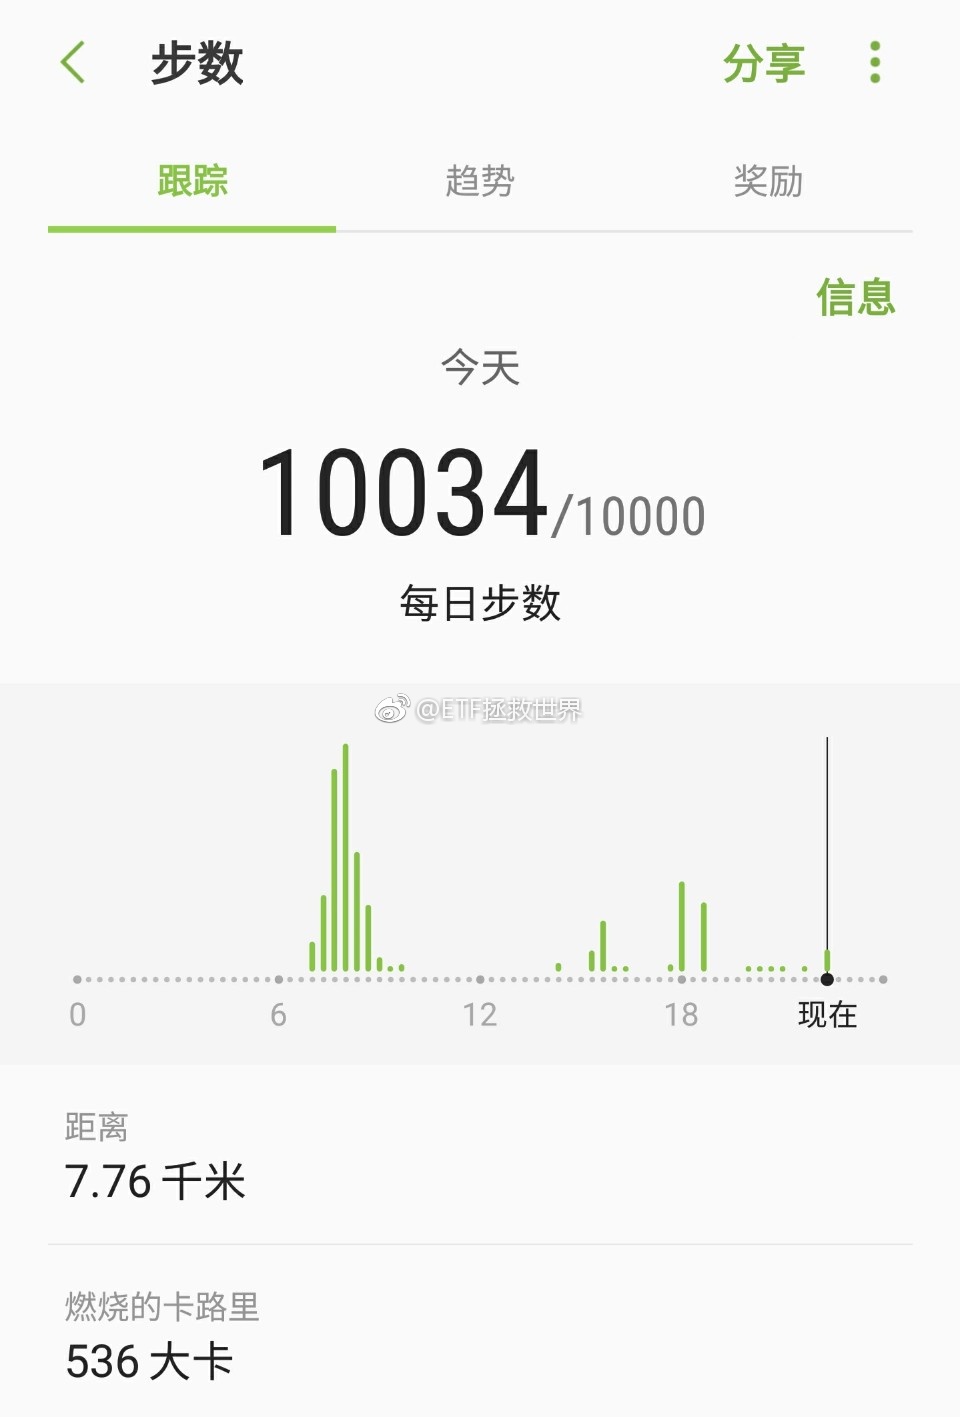 步数
分享
跟踪
趋势
奖励
信息
今天
10034/10000
每日步数
@ETF拯救世界
0 6 12 18 现在
距离
7.76 千米
燃烧的卡路里
536 大卡